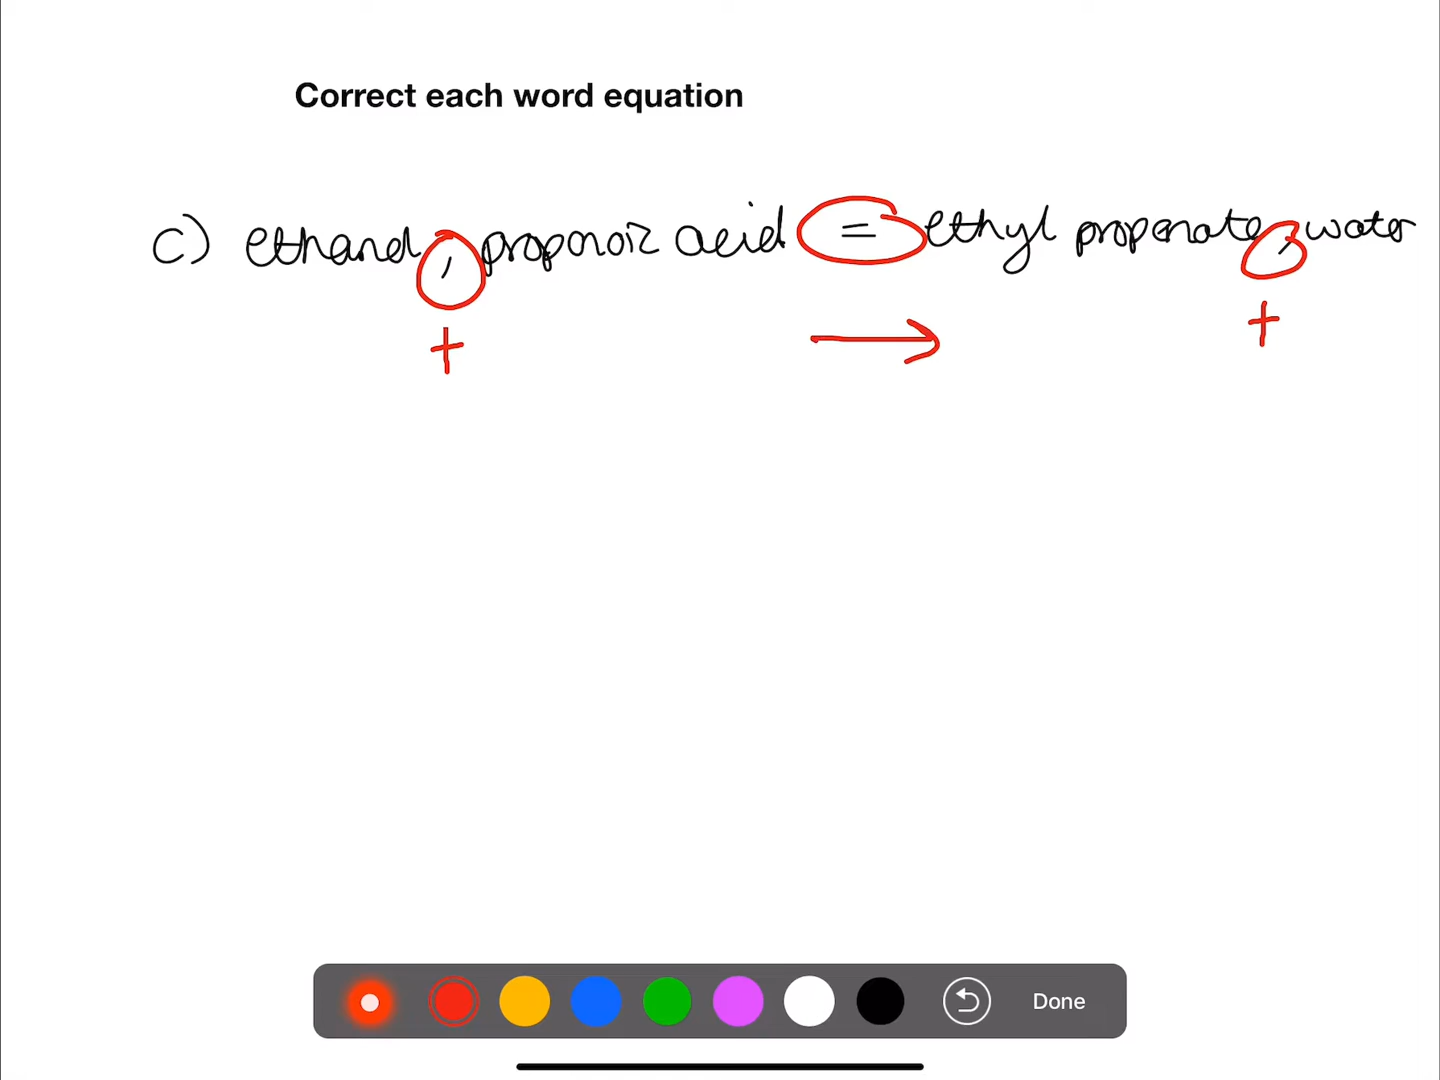 Correct each word equation
c) ethanol, propanoic acid = ethyl propanoate, water
+ → +
Done